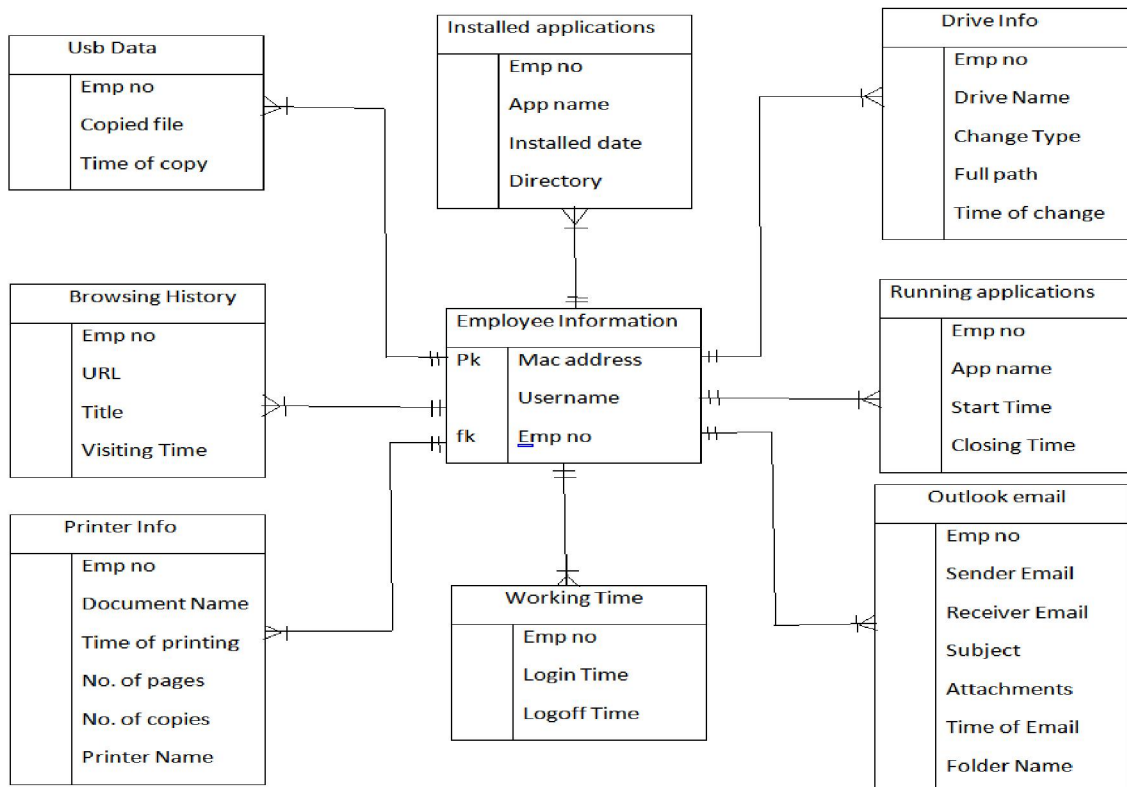 Usb Data
Emp no
Copied file
Time of copy
Installed applications
Emp no
App name
Installed date
Directory
Drive Info
Emp no
Drive Name
Change Type
Full path
Time of change
Browsing History
Emp no
URL
Title
Visiting Time
Employee Information
Pk Mac address
Username
fk Emp no
Running applications
Emp no
App name
Start Time
Closing Time
Printer Info
Emp no
Document Name
Time of printing
No. of pages
No. of copies
Printer Name
Working Time
Emp no
Login Time
Logoff Time
Outlook email
Emp no
Sender Email
Receiver Email
Subject
Attachments
Time of Email
Folder Name